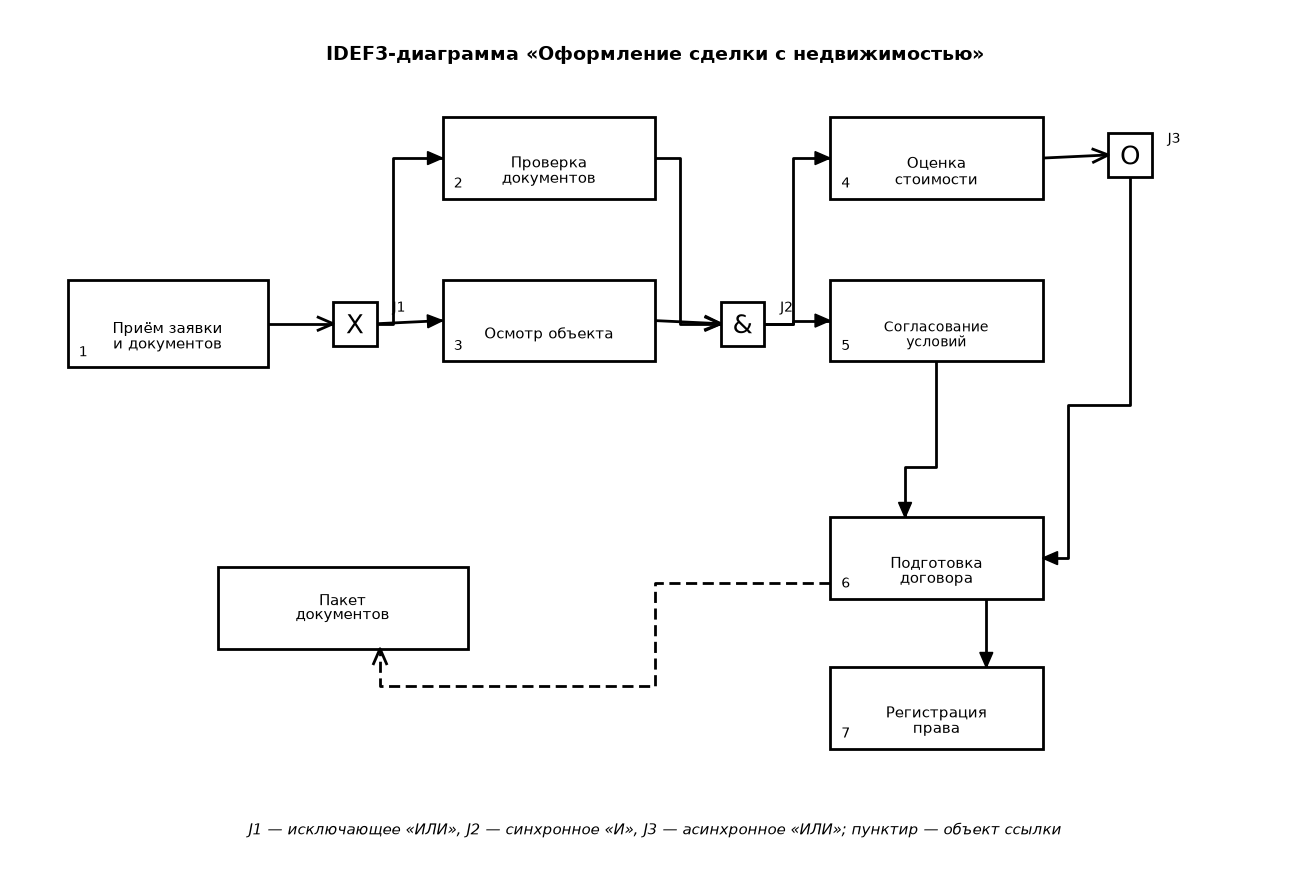 IDEF3-диаграмма «Оформление сделки с недвижимостью»
Проверка
документов
2
Оценка
стоимости
4
O
J3
Приём заявки
и документов
1
X
J1
Осмотр объекта
3
&
J2
Согласование
условий
5
Подготовка
договора
6
Пакет
документов
Регистрация
права
7
J1 — исключающее «ИЛИ», J2 — синхронное «И», J3 — асинхронное «ИЛИ»; пунктир — объект ссылки